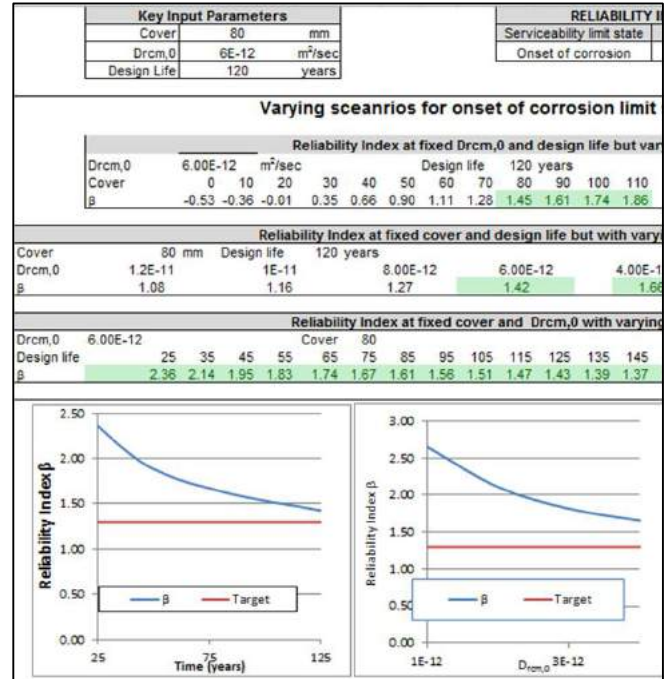 Key Input Parameters
Cover 80 mm
Drcm,0 6E-12 m²/sec
Design Life 120 years
RELIABILITY I
Serviceability limit state
Onset of corrosion
Varying sceanrios for onset of corrosion limit
Reliability Index at fixed Drcm,0 and design life but var
Drcm,0 6.00E-12 m²/sec Design life 120 years
Cover 0 10 20 30 40 50 60 70 80 90 100 110
β -0.53 -0.36 -0.01 0.35 0.66 0.90 1.11 1.28 1.45 1.61 1.74 1.86
Reliability Index at fixed cover and design life but with varyi
Cover 80 mm Design life 120 years
Drcm,0 1.2E-11 1E-11 8.00E-12 6.00E-12 4.00E-1
β 1.08 1.16 1.27 1.42 1.66
Reliability Index at fixed cover and Drcm,0 with varying
Drcm,0 6.00E-12 Cover 80
Design life 25 35 45 55 65 75 85 95 105 115 125 135 145
β 2.36 2.14 1.95 1.83 1.74 1.67 1.61 1.56 1.51 1.47 1.43 1.39 1.37
Reliability Index β
2.50
2.00
1.50
1.00
0.50
0.00
β Target
25 75 125
Time (years)
Reliability Index β
3.00
2.50
2.00
1.50
1.00
0.50
0.00
β Target
1E-12 3E-12
Drcm,0